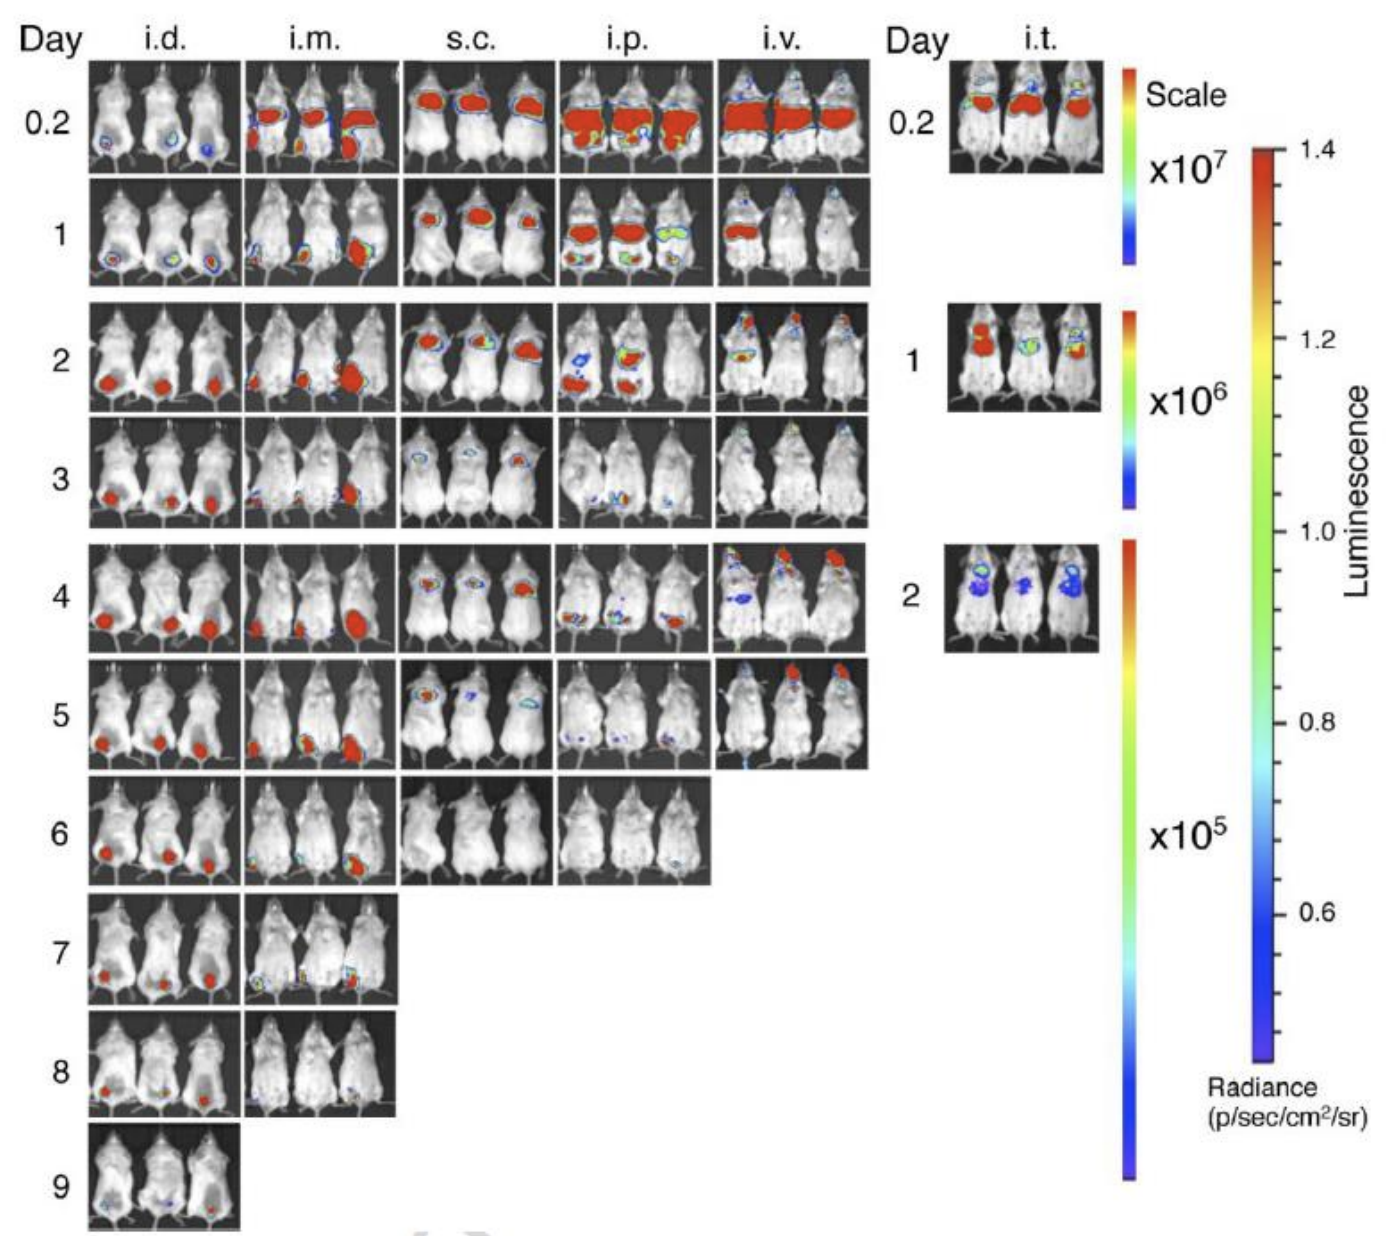 Day i.d. i.m. s.c. i.p. i.v. Day i.t.
0.2 0.2 Scale
x10⁷ 1.4
1
1.2
2 1 x10⁶
Luminescence
3
1.0
4 2
0.8
5
6 x10⁵
0.6
7
8 Radiance
(p/sec/cm²/sr)
9